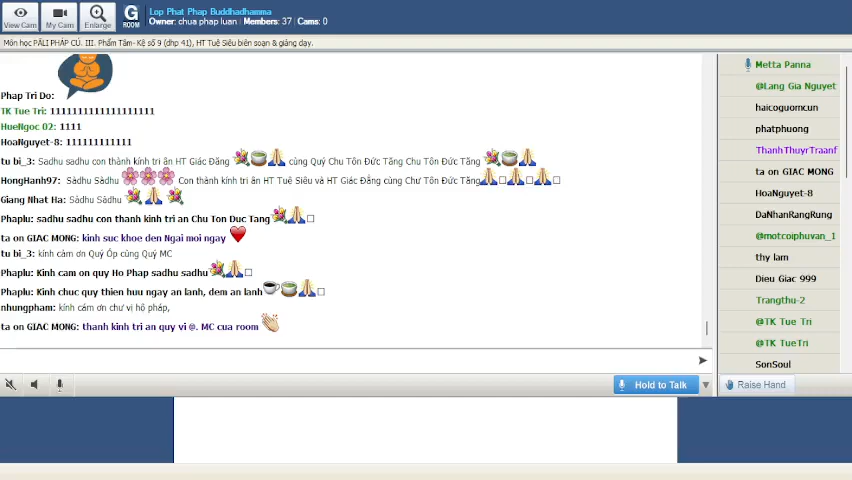 Lop Phat Phap Buddhadhamma
Owner: chua phap luan Members: 37 Cams: 0
View Cam
My Cam
Enlarge
G
ROOM
Môn học PĀLI PHÁP CÚ. III. Phẩm Tâm- Kệ số 9 (dhp 41), HT Tuệ Siêu biên soạn & giảng dạy.
Phap Tri Do:
TK Tue Tri: 1111111111111111111
HueNgoc 02: 1111
HoaNguyet-8: 111111111111
tu bi_3: Sādhu sadhu con thành kính tri ân HT Giác Đẳng cùng Quý Chu Tôn Đức Tăng Chu Tôn Đức Tăng
HongHanh97: Sàdhu Sàdhu Con thành kính tri ân HT Tuệ Siêu và HT Giác Đẳng cùng Chư Tôn Đức Tăng
Giang Nhat Ha: Sàdhu Sàdhu
Phaplu: sadhu sadhu con thanh kinh tri an Chu Ton Duc Tang
ta on GIAC MONG: kinh suc khoe den Ngai moi ngay
tu bi_3: kính cám ơn Quý Óp cùng Quý MC
Phaplu: Kinh cam on quy Ho Phap sadhu sadhu
Phaplu: Kinh chuc quy thien huu ngay an lanh, dem an lanh
nhungpham: kính cám ơn chư vị hộ pháp,
ta on GIAC MONG: thanh kinh tri an quy vi @. MC cua room
Hold to Talk
Metta Panna
@Lang Gia Nguyet
haicoguomcun
phatphuong
ThanhThuyrTraanf
ta on GIAC MONG
HoaNguyet-8
DaNhanRangRung
@motcoiphuvan_1
thy lam
Dieu Giac 999
Trangthu-2
@TK Tue Tri
@TK TueTri
SonSoul
Raise Hand